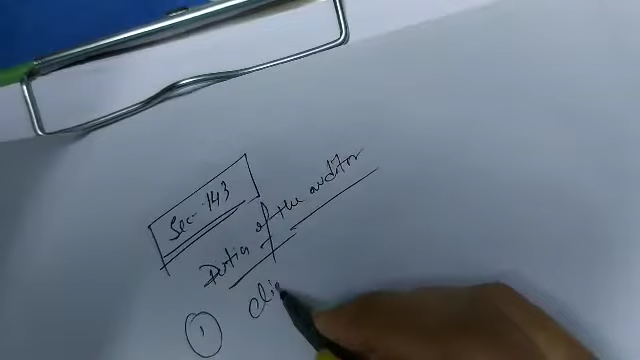 Sec. 143
Duties of the auditor
①